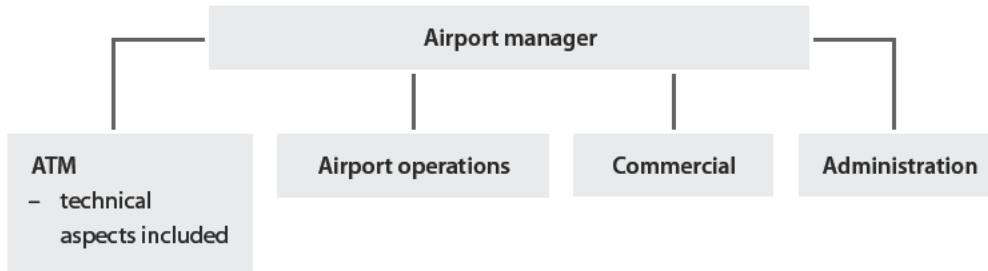 Airport manager
ATM
– technical
aspects included
Airport operations
Commercial
Administration